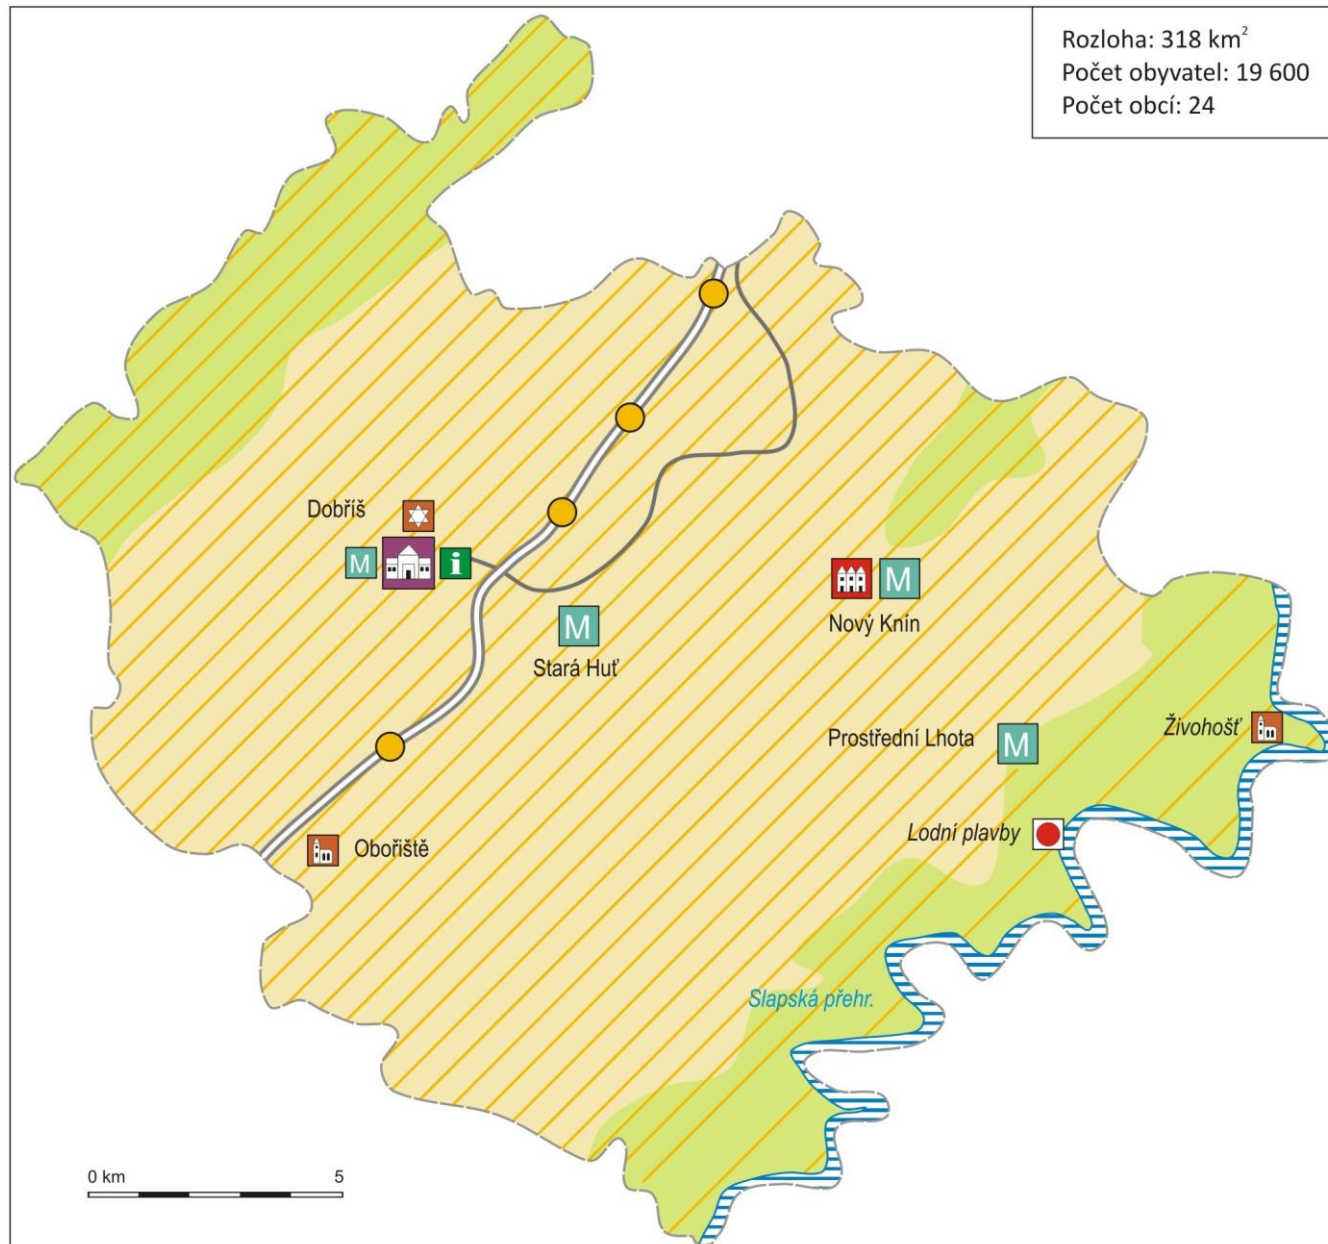 Rozloha: 318 km²
Počet obyvatel: 19 600
Počet obcí: 24
Dobříš
M
i
M
Stará Huť
M
Nový Knín
Prostřední Lhota
M
Živohošť
Lodní plavby
Obořiště
Slapská přehr.
0 km 5